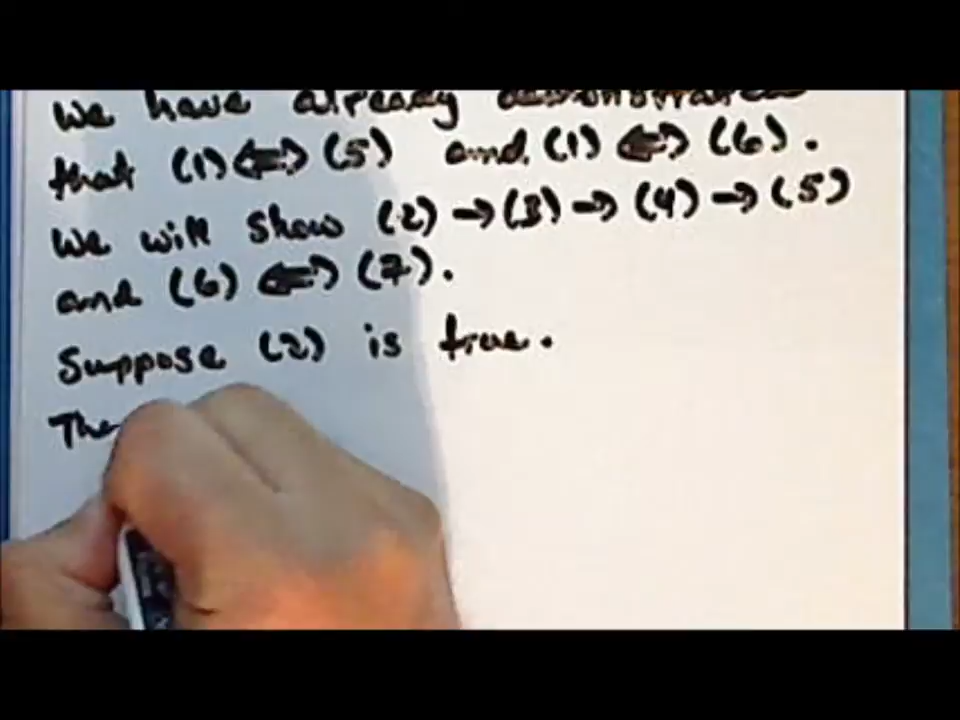 We have already demonstrated
that (1) ⇔ (5) and (1) ⇔ (6).
We will show (2) → (3) → (4) → (5)
and (6) ⇔ (7).
Suppose (2) is true.
The